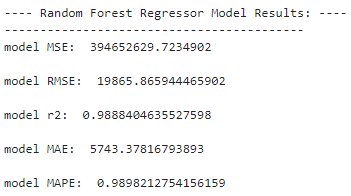 ---- Random Forest Regressor Model Results: ----
------------------------------------------
model MSE:  394652629.7234902
model RMSE:  19865.865944465902
model r2:  0.9888404635527598
model MAE:  5743.37816793893
model MAPE:  0.9898212754156159